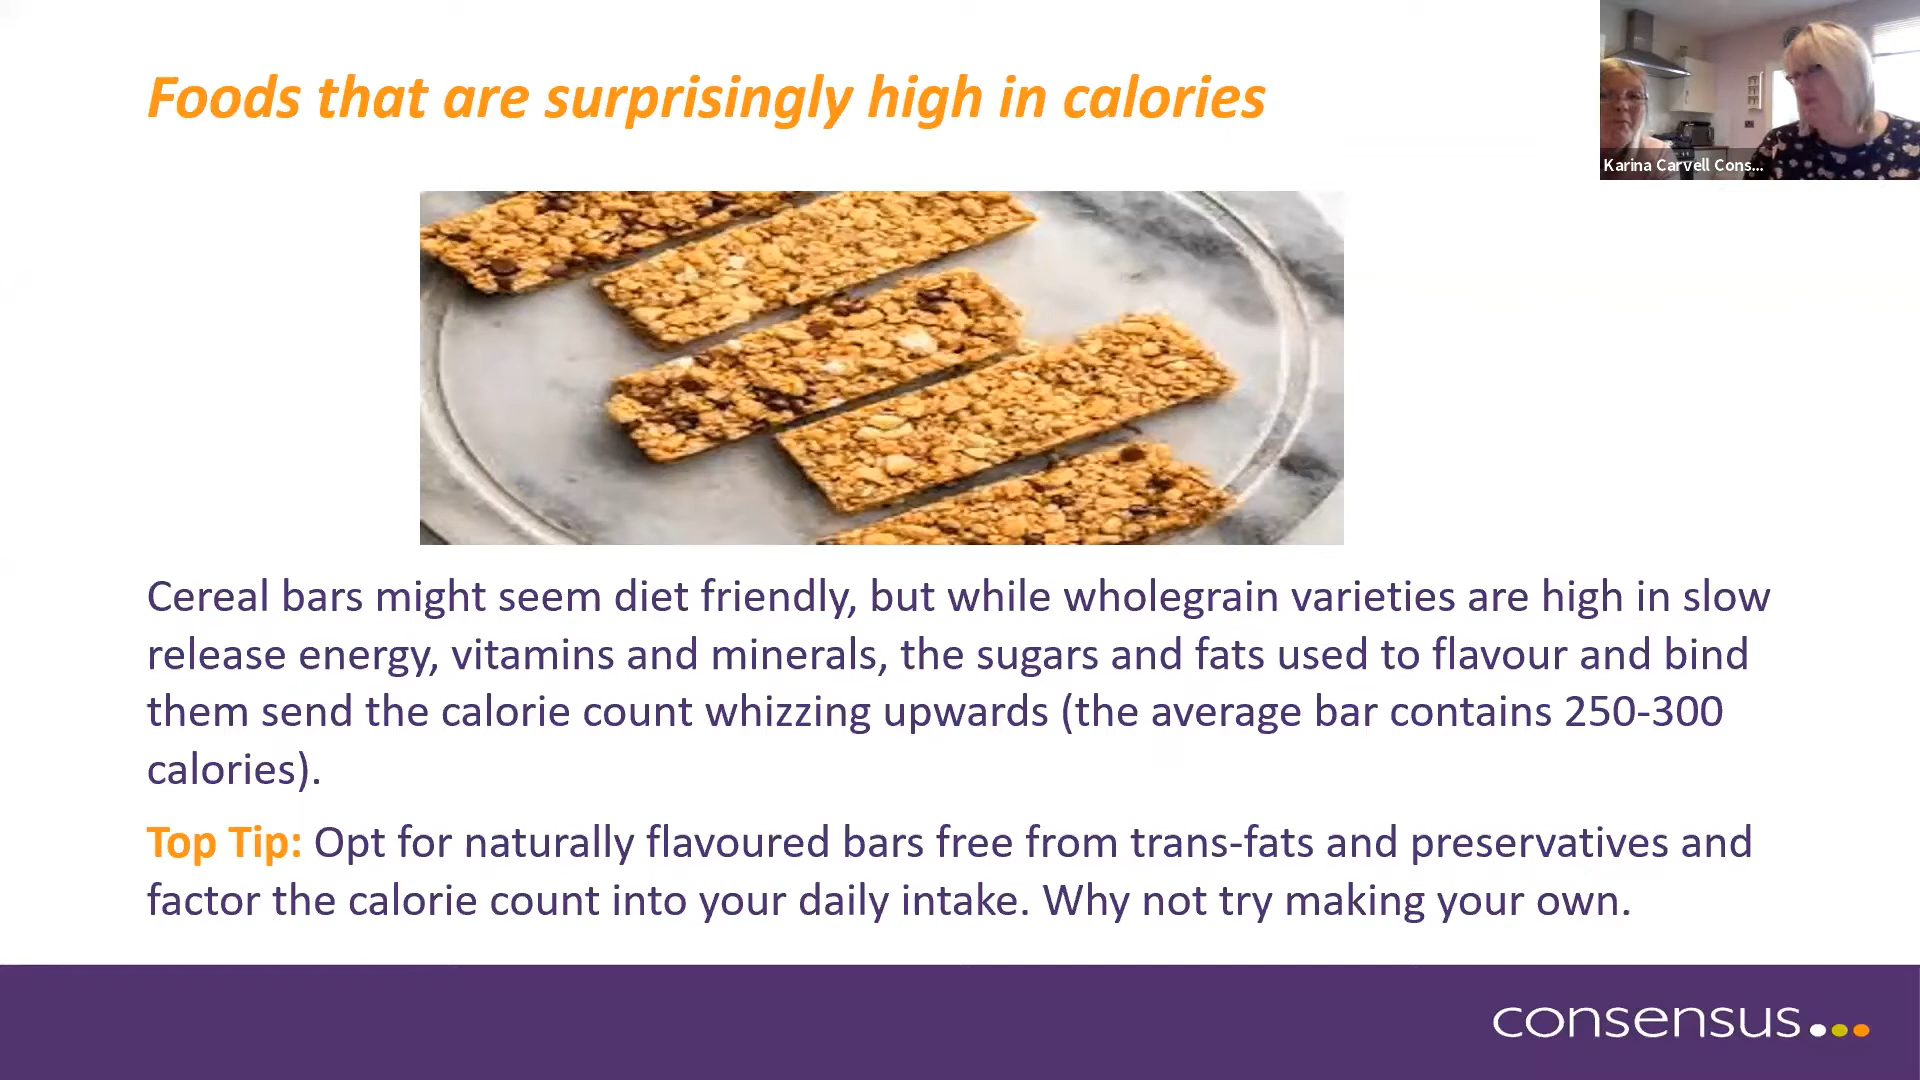 Foods that are surprisingly high in calories
Karina Carvell Cons...
Cereal bars might seem diet friendly, but while wholegrain varieties are high in slow
release energy, vitamins and minerals, the sugars and fats used to flavour and bind
them send the calorie count whizzing upwards (the average bar contains 250-300
calories).
Top Tip: Opt for naturally flavoured bars free from trans-fats and preservatives and
factor the calorie count into your daily intake. Why not try making your own.
consensus